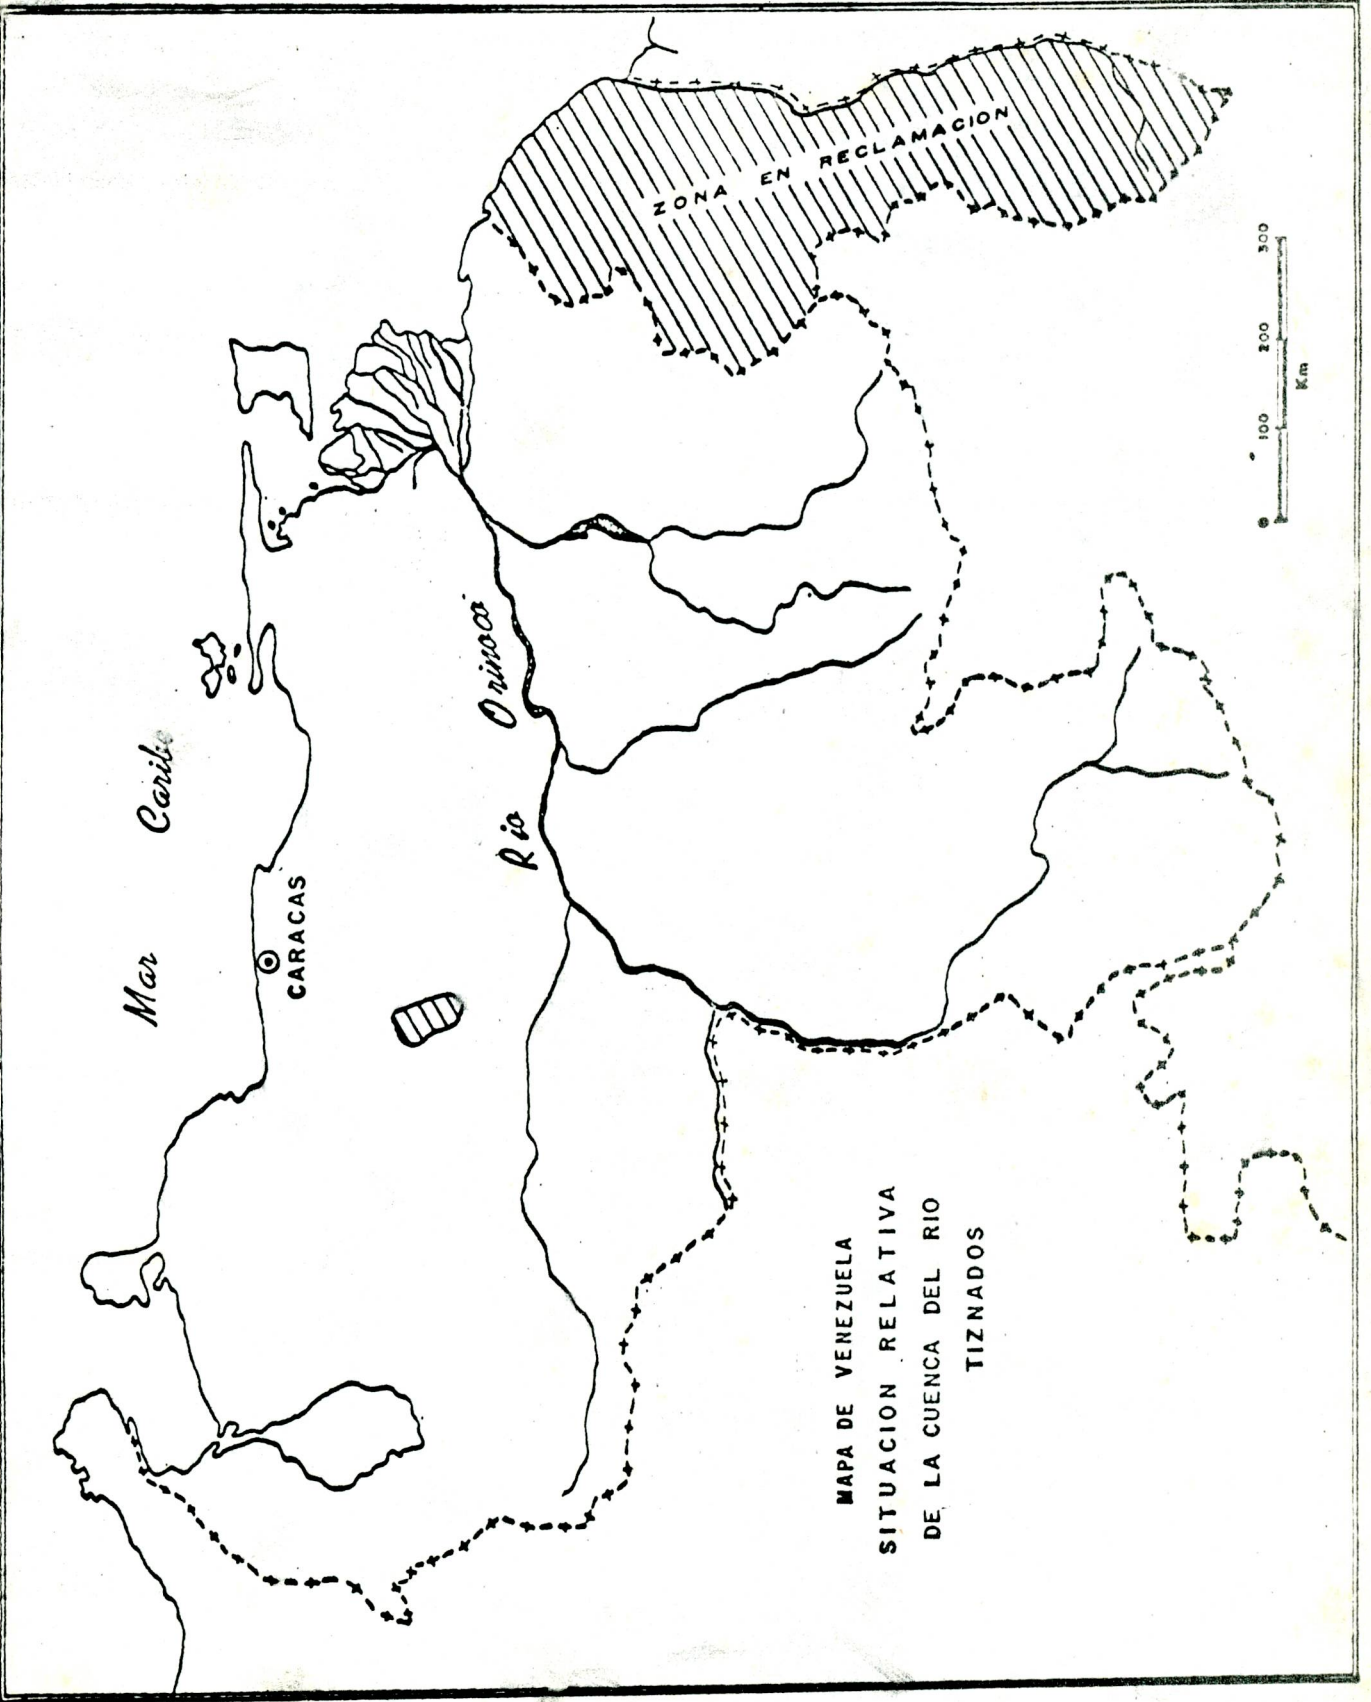 Mar Caribe
CARACAS
Rio Orinoco
ZONA EN RECLAMACION
MAPA DE VENEZUELA
SITUACION RELATIVA
DE LA CUENCA DEL RIO
TIZNADOS
0 100 200 300
Km